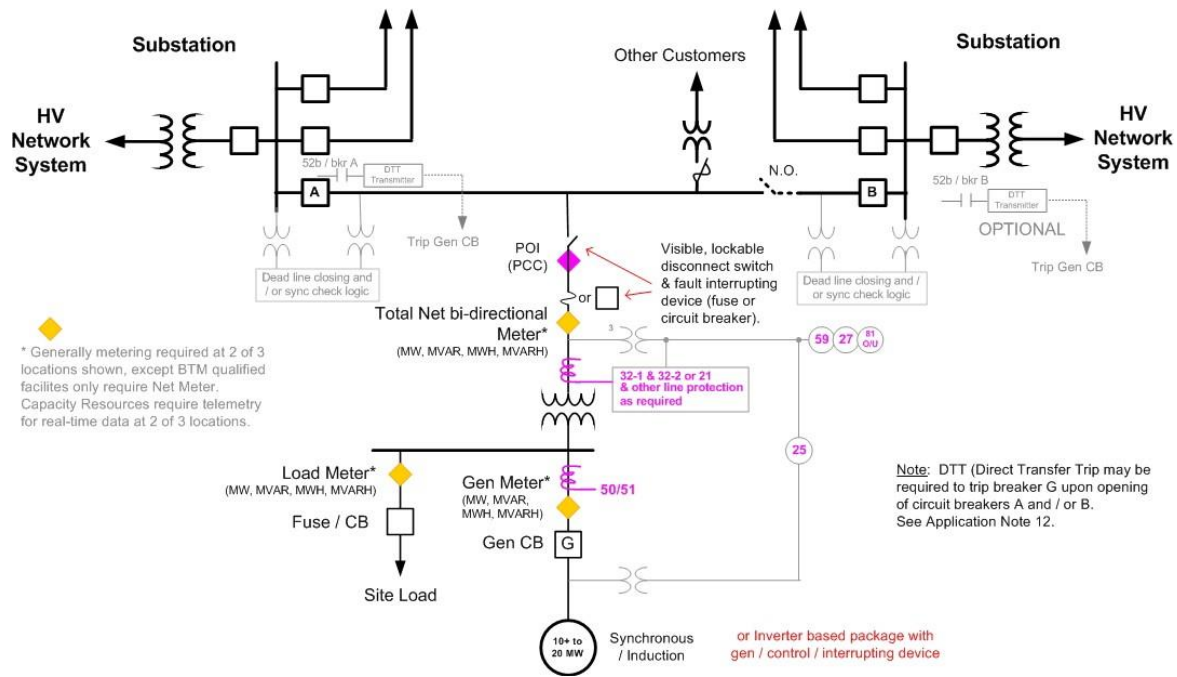 Substation
HV
Network
System
52b / bkr A
DTT
Transmitter
A
Trip Gen CB
Dead line closing and
/ or sync check logic
Other Customers
N.O.
Substation
HV
Network
System
B
52b / bkr B
DTT
Transmitter
OPTIONAL
Trip Gen CB
Dead line closing and /
or sync check logic
POI
(PCC)
or
Visible, lockable
disconnect switch
& fault interrupting
device (fuse or
circuit breaker).
Total Net bi-directional
Meter*
(MW, MVAR, MWH, MVARH)
3
59
27
81
O/U
32-1 & 32-2 or 21
& other line protection
as required
* Generally metering required at 2 of 3
locations shown, except BTM qualified
facilites only require Net Meter.
Capacity Resources require telemetry
for real-time data at 2 of 3 locations.
25
Load Meter*
(MW, MVAR, MWH, MVARH)
Fuse / CB
Site Load
Gen Meter*
(MW, MVAR,
MWH, MVARH)
50/51
Gen CB
G
Note: DTT (Direct Transfer Trip may be
required to trip breaker G upon opening
of circuit breakers A and / or B.
See Application Note 12.
10+ to
20 MW
Synchronous
/ Induction
or Inverter based package with
gen / control / interrupting device